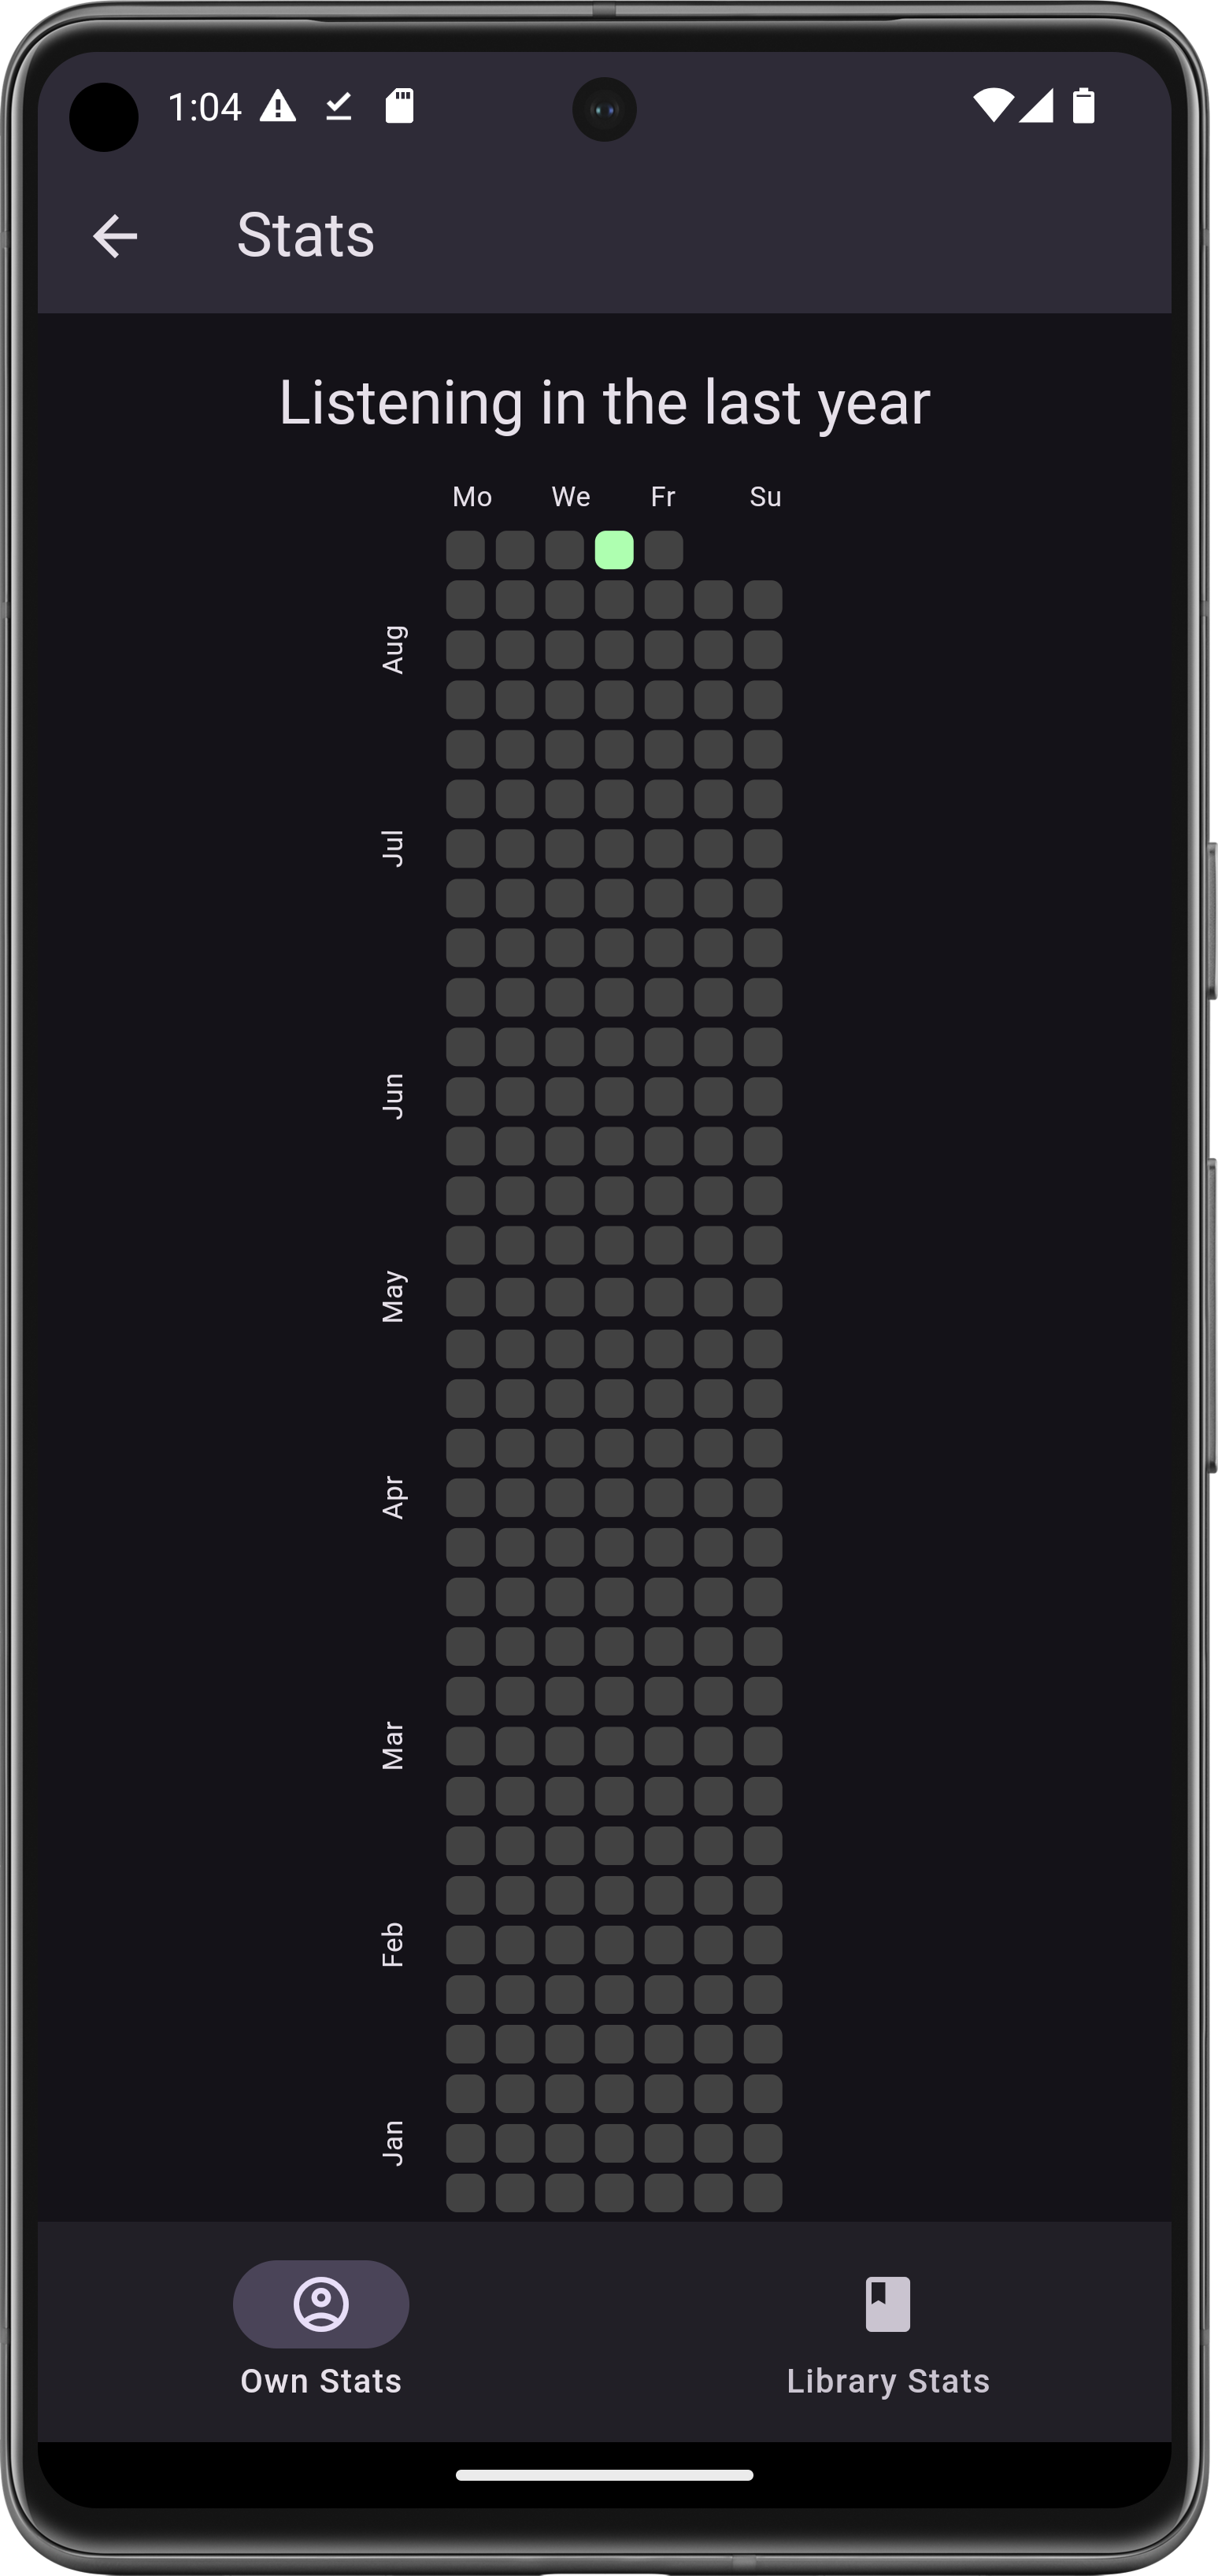 1:04
Stats
Listening in the last year
Mo We Fr Su
Aug
Jul
Jun
May
Apr
Mar
Feb
Jan
Own Stats
Library Stats